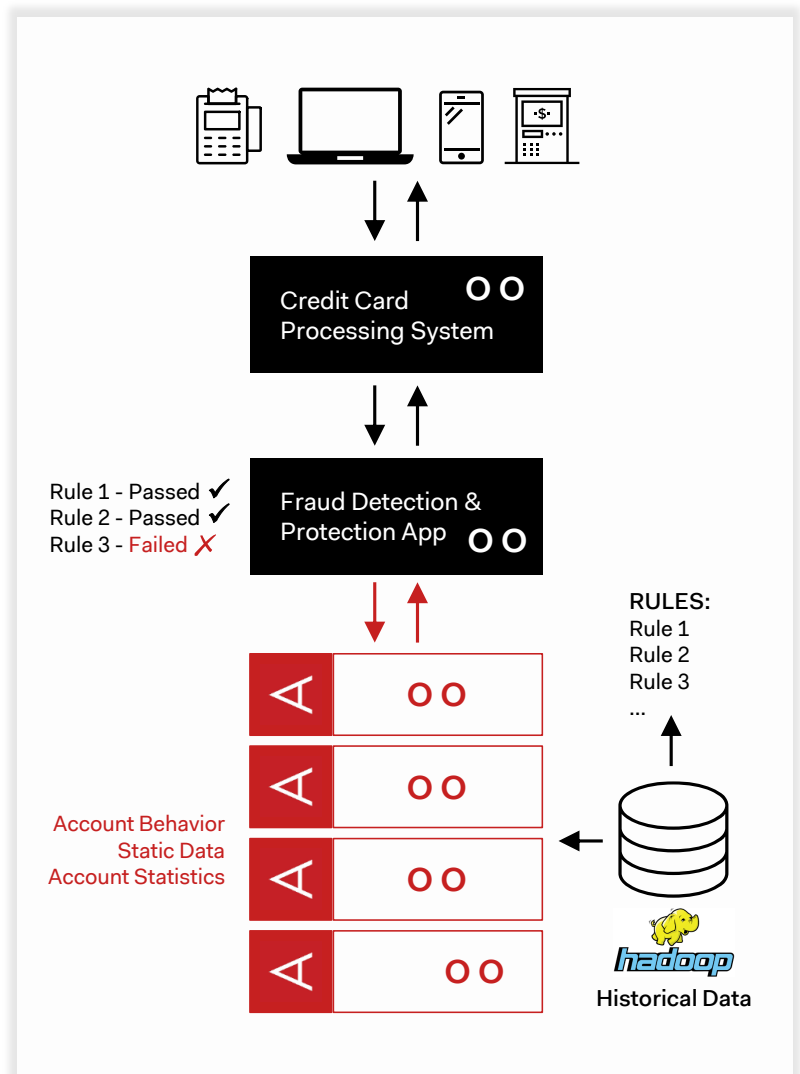 ·$·
Credit Card
Processing System
O O
Rule 1 - Passed ✓
Rule 2 - Passed ✓
Rule 3 - Failed ✗
Fraud Detection &
Protection App
O O
RULES:
Rule 1
Rule 2
Rule 3
...
O O
O O
O O
O O
Account Behavior
Static Data
Account Statistics
hadoop
Historical Data